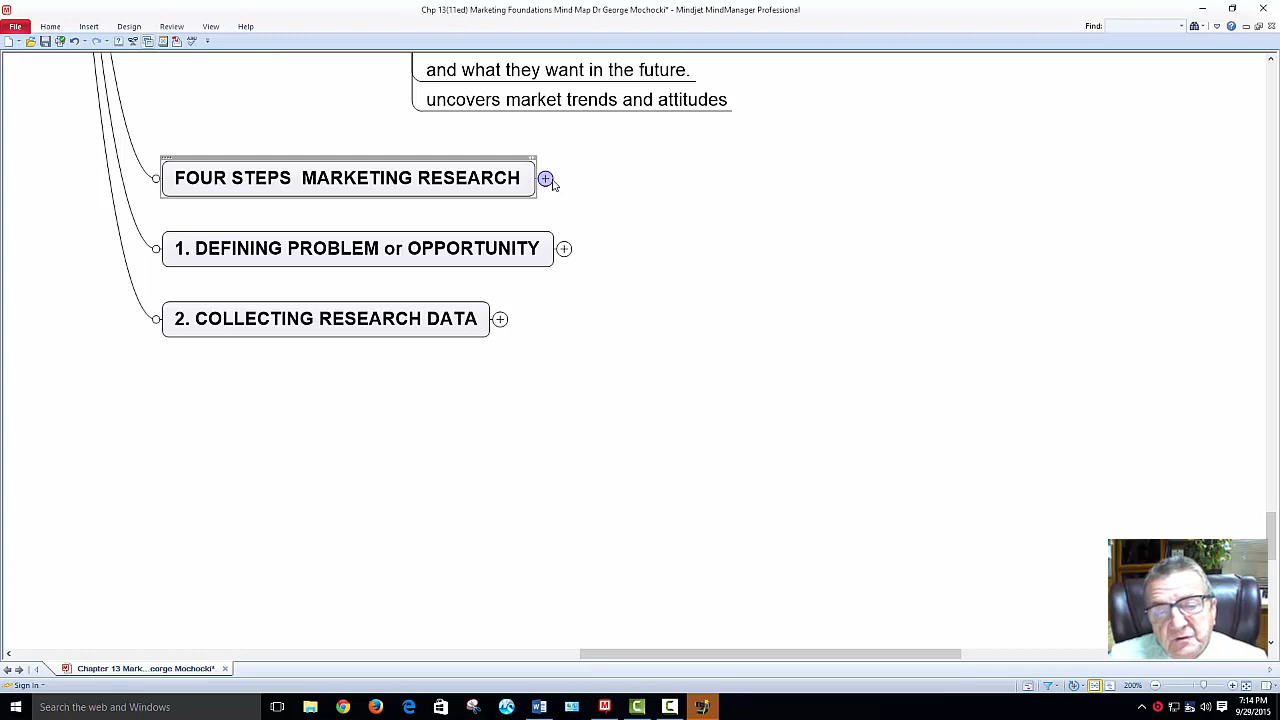 Chp 13(11ed) Marketing Foundations Mind Map Dr George Mochocki* - Mindjet MindManager Professional
File Home Insert Design Review View Help Find:
and what they want in the future.
uncovers market trends and attitudes
FOUR STEPS  MARKETING RESEARCH
1. DEFINING PROBLEM or OPPORTUNITY
2. COLLECTING RESEARCH DATA
Chapter 13 Mark...eorge Mochocki*
Sign In
200%
Search the web and Windows
7:14 PM
9/29/2015